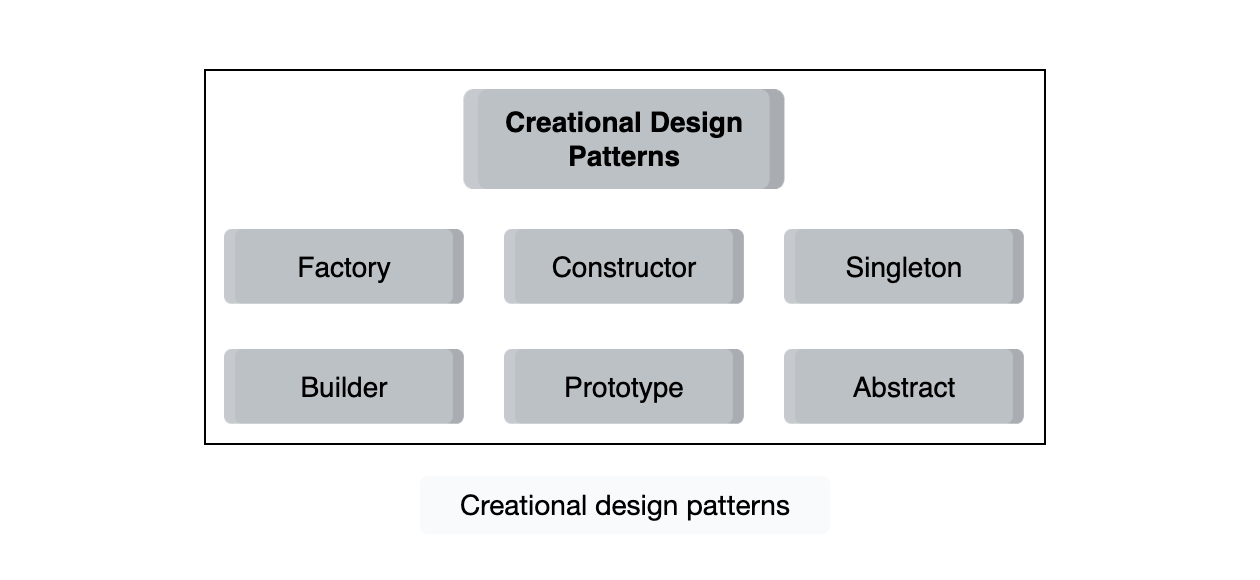 Creational Design
Patterns
Factory
Constructor
Singleton
Builder
Prototype
Abstract
Creational design patterns